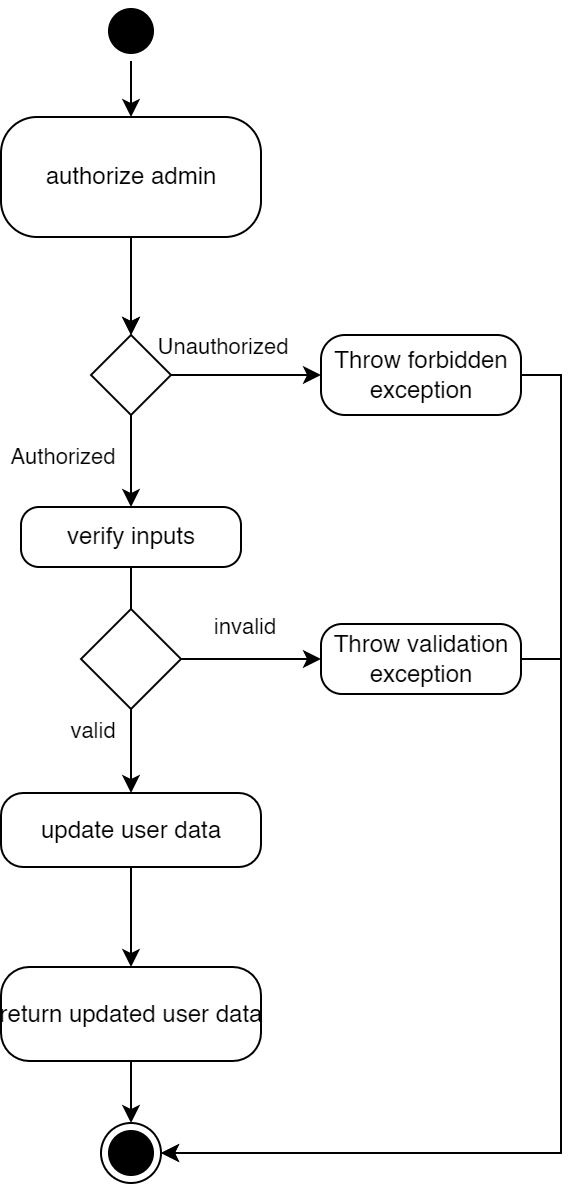 authorize admin
Unauthorized
Throw forbidden
exception
Authorized
verify inputs
invalid
Throw validation
exception
valid
update user data
return updated user data